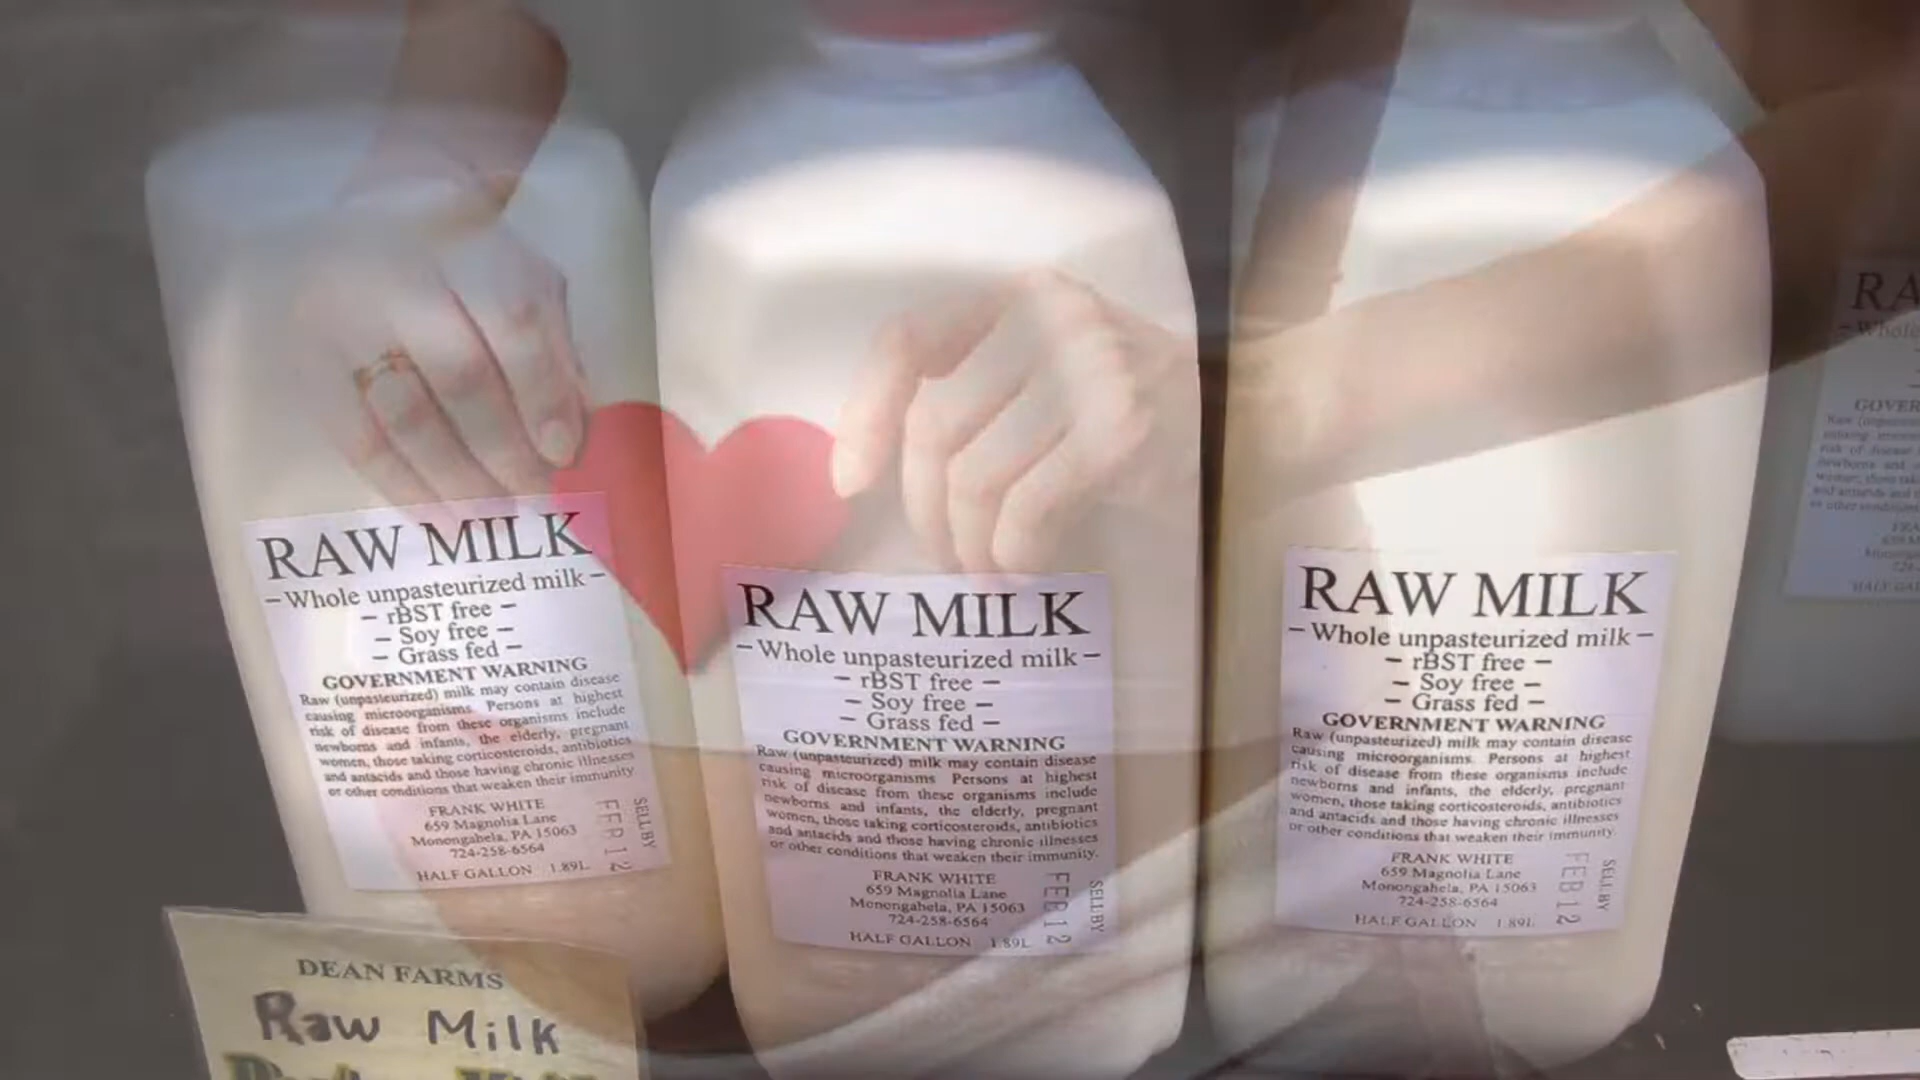 RAW MILK
- Whole unpasteurized milk -
- rBST free -
- Soy free -
- Grass fed -
GOVERNMENT WARNING
Raw (unpasteurized) milk may contain disease
causing microorganisms. Persons at highest
risk of disease from these organisms include
newborns and infants, the elderly, pregnant
women, those taking corticosteroids, antibiotics
and antacids and those having chronic illnesses
or other conditions that weaken their immunity
FRANK WHITE
659 Magnolia Lane
Monongahela, PA 15063
724-258-6564
HALF GALLON 1.89L
SELL BY
FEB 12
RAW MILK
- Whole unpasteurized milk -
- rBST free -
- Soy free -
- Grass fed -
GOVERNMENT WARNING
Raw (unpasteurized) milk may contain disease
causing microorganisms Persons at highest
risk of disease from these organisms include
newborns and infants, the elderly, pregnant
women, those taking corticosteroids, antibiotics
and antacids and those having chronic illnesses
or other conditions that weaken their immunity.
FRANK WHITE
659 Magnolia Lane
Monongahela, PA 15063
724-258-6564
HALF GALLON 1.89L
SELL BY
FEB 12
RAW MILK
- Whole unpasteurized milk -
- rBST free -
- Soy free -
- Grass fed -
GOVERNMENT WARNING
Raw (unpasteurized) milk may contain disease
causing microorganisms. Persons at highest
risk of disease from these organisms include
newborns and infants, the elderly, pregnant
women, those taking corticosteroids, antibiotics
and antacids and those having chronic illnesses
or other conditions that weaken their immunity.
FRANK WHITE
659 Magnolia Lane
Monongahela, PA 15063
724-258-6564
HALF GALLON 1.89L
SELL BY
FEB 12
RA
- Whole
GOVER
Raw
risk of disease
newborns and
DEAN FARMS
Raw Milk